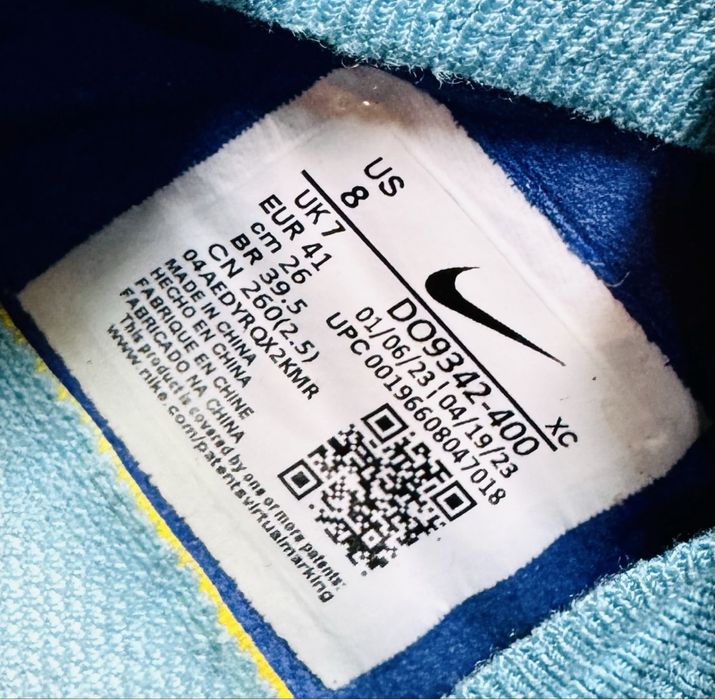 US
8
UK 7
EUR 41
cm 26
BR 39.5
CN 260(2.5)
04AEDYRQX2KMR
MADE IN CHINA
HECHO EN CHINA
FABRIQUE EN CHINE
FABRICADO NA CHINA
This product is covered by one or more patents:
www.nike.com/patentsvirtualmarking
XC
DO9342-400
01/06/23 | 04/19/23
UPC 00196608047018